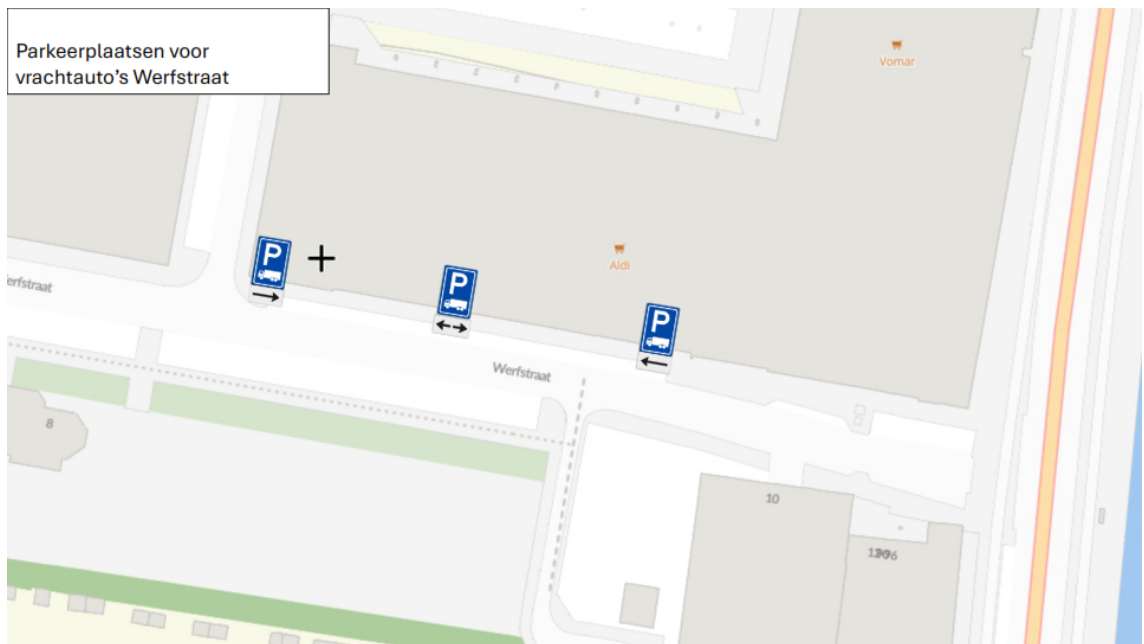 Parkeerplaatsen voor
vrachtauto's Werfstraat
Vomar
P
Aldi
P
P
erfstraat
Werfstraat
8
10